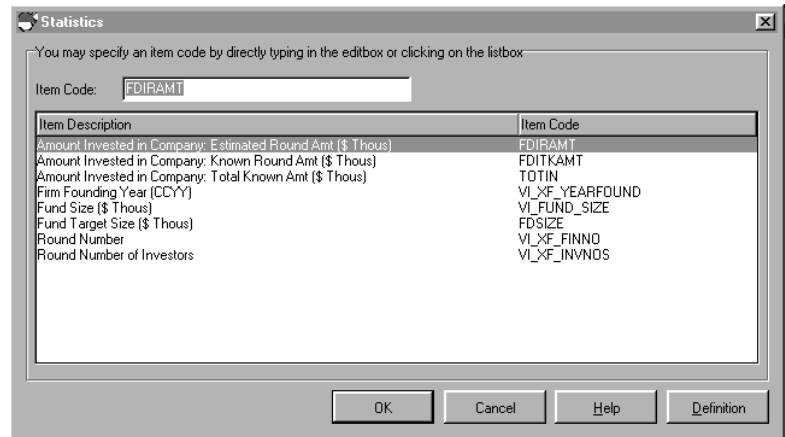 Statistics
You may specify an item code by directly typing in the editbox or clicking on the listbox
Item Code: FDIRAMT
Item Description Item Code
Amount Invested in Company: Estimated Round Amt ($ Thous) FDIRAMT
Amount Invested in Company: Known Round Amt ($ Thous) FDITKAMT
Amount Invested in Company: Total Known Amt ($ Thous) TOTIN
Firm Founding Year (CCYY) VI_XF_YEARFOUND
Fund Size ($ Thous) VI_FUND_SIZE
Fund Target Size ($ Thous) FDSIZE
Round Number VI_XF_FINNO
Round Number of Investors VI_XF_INVNOS
OK Cancel Help Definition